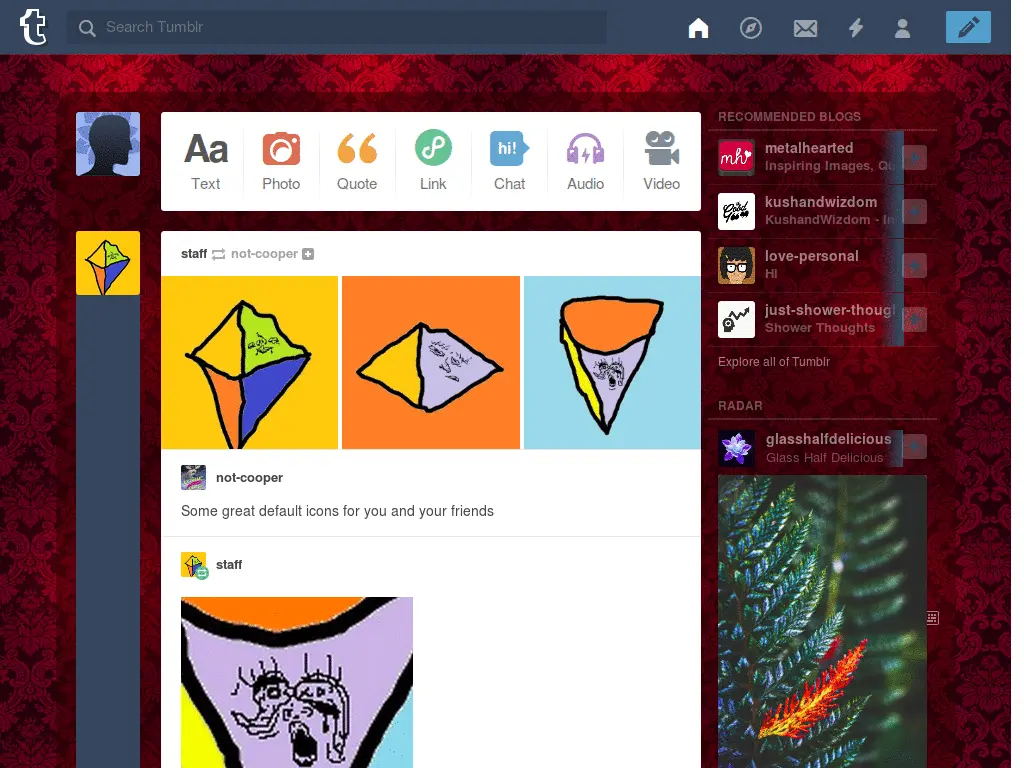 t
Search Tumblr
Aa
hi!
Text
Photo
Quote
Link
Chat
Audio
Video
staff not-cooper
not-cooper
Some great default icons for you and your friends
staff
RECOMMENDED BLOGS
mh
metalhearted
Inspiring Images, Qu
kushandwizdom
KushandWizdom - In
love-personal
HI
just-shower-though
Shower Thoughts
Explore all of Tumblr
RADAR
glasshalfdelicious
Glass Half Delicious